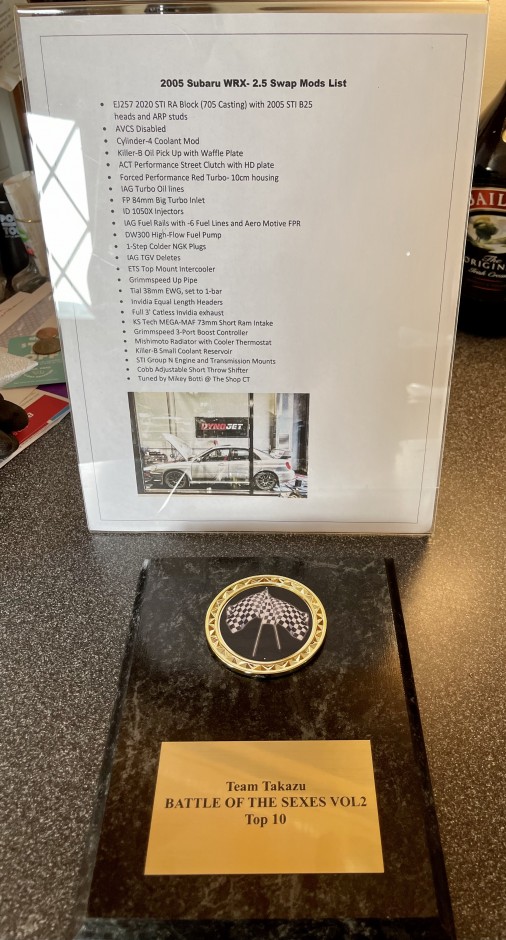 2005 Subaru WRX- 2.5 Swap Mods List
• EJ257 2020 STI RA Block (705 Casting) with 2005 STI B25
heads and ARP studs
• AVCS Disabled
• Cylinder-4 Coolant Mod
• Killer-B Oil Pick Up with Waffle Plate
• ACT Performance Street Clutch with HD plate
• Forced Performance Red Turbo- 10cm housing
• IAG Turbo Oil lines
• FP 84mm Big Turbo Inlet
• ID 1050X Injectors
• IAG Fuel Rails with -6 Fuel Lines and Aero Motive FPR
• DW300 High-Flow Fuel Pump
• 1-Step Colder NGK Plugs
• IAG TGV Deletes
• ETS Top Mount Intercooler
• Grimmspeed Up Pipe
• Tial 38mm EWG, set to 1-bar
• Invidia Equal Length Headers
• Full 3' Catless Invidia exhaust
• KS Tech MEGA-MAF 73mm Short Ram Intake
• Grimmspeed 3-Port Boost Controller
• Mishimoto Radiator with Cooler Thermostat
• Killer-B Small Coolant Reservoir
• STI Group N Engine and Transmission Mounts
• Cobb Adjustable Short Throw Shifter
• Tuned by Mikey Botti @ The Shop CT
DYNOJET
Team Takazu
BATTLE OF THE SEXES VOL2
Top 10
The